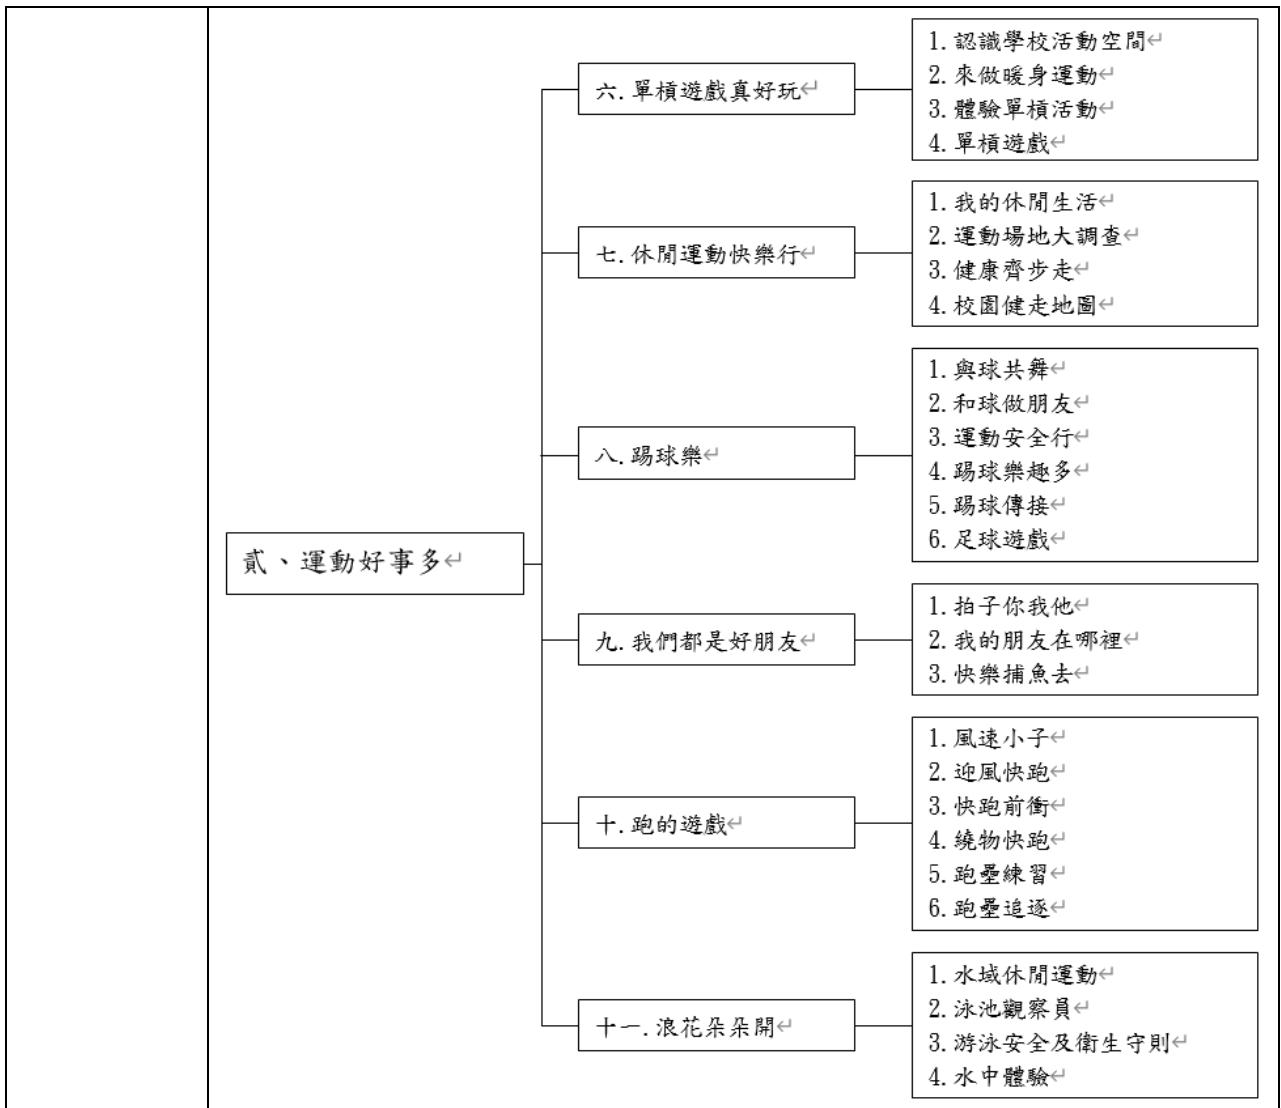 貳、運動好事多
六.單槓遊戲真好玩
1.認識學校活動空間
2.來做暖身運動
3.體驗單槓活動
4.單槓遊戲
七.休閒運動快樂行
1.我的休閒生活
2.運動場地大調查
3.健康齊步走
4.校園健走地圖
八.踢球樂
1.與球共舞
2.和球做朋友
3.運動安全行
4.踢球樂趣多
5.踢球傳接
6.足球遊戲
九.我們都是好朋友
1.拍子你我他
2.我的朋友在哪裡
3.快樂捕魚去
十.跑的遊戲
1.風速小子
2.迎風快跑
3.快跑前衝
4.繞物快跑
5.跑壘練習
6.跑壘追逐
十一.浪花朵朵開
1.水域休閒運動
2.泳池觀察員
3.游泳安全及衛生守則
4.水中體驗